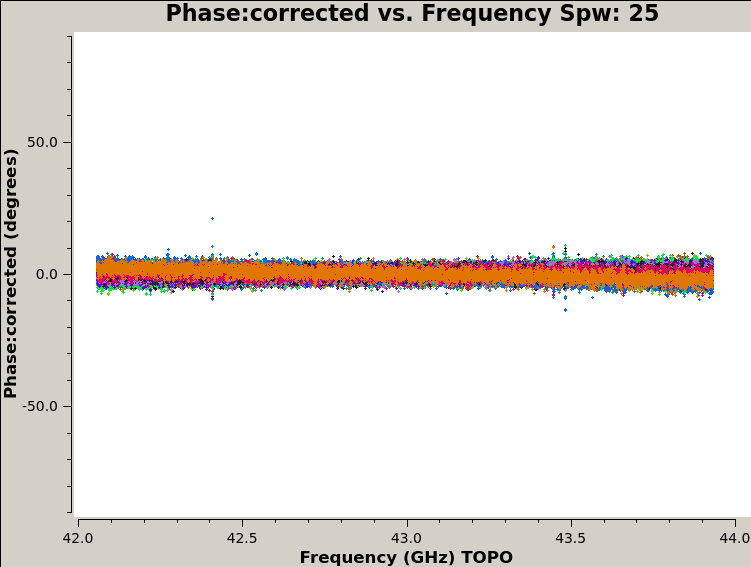 Phase:corrected vs. Frequency Spw: 25
Phase:corrected (degrees)
50.0
0.0
-50.0
42.0 42.5 43.0 43.5 44.0
Frequency (GHz) TOPO